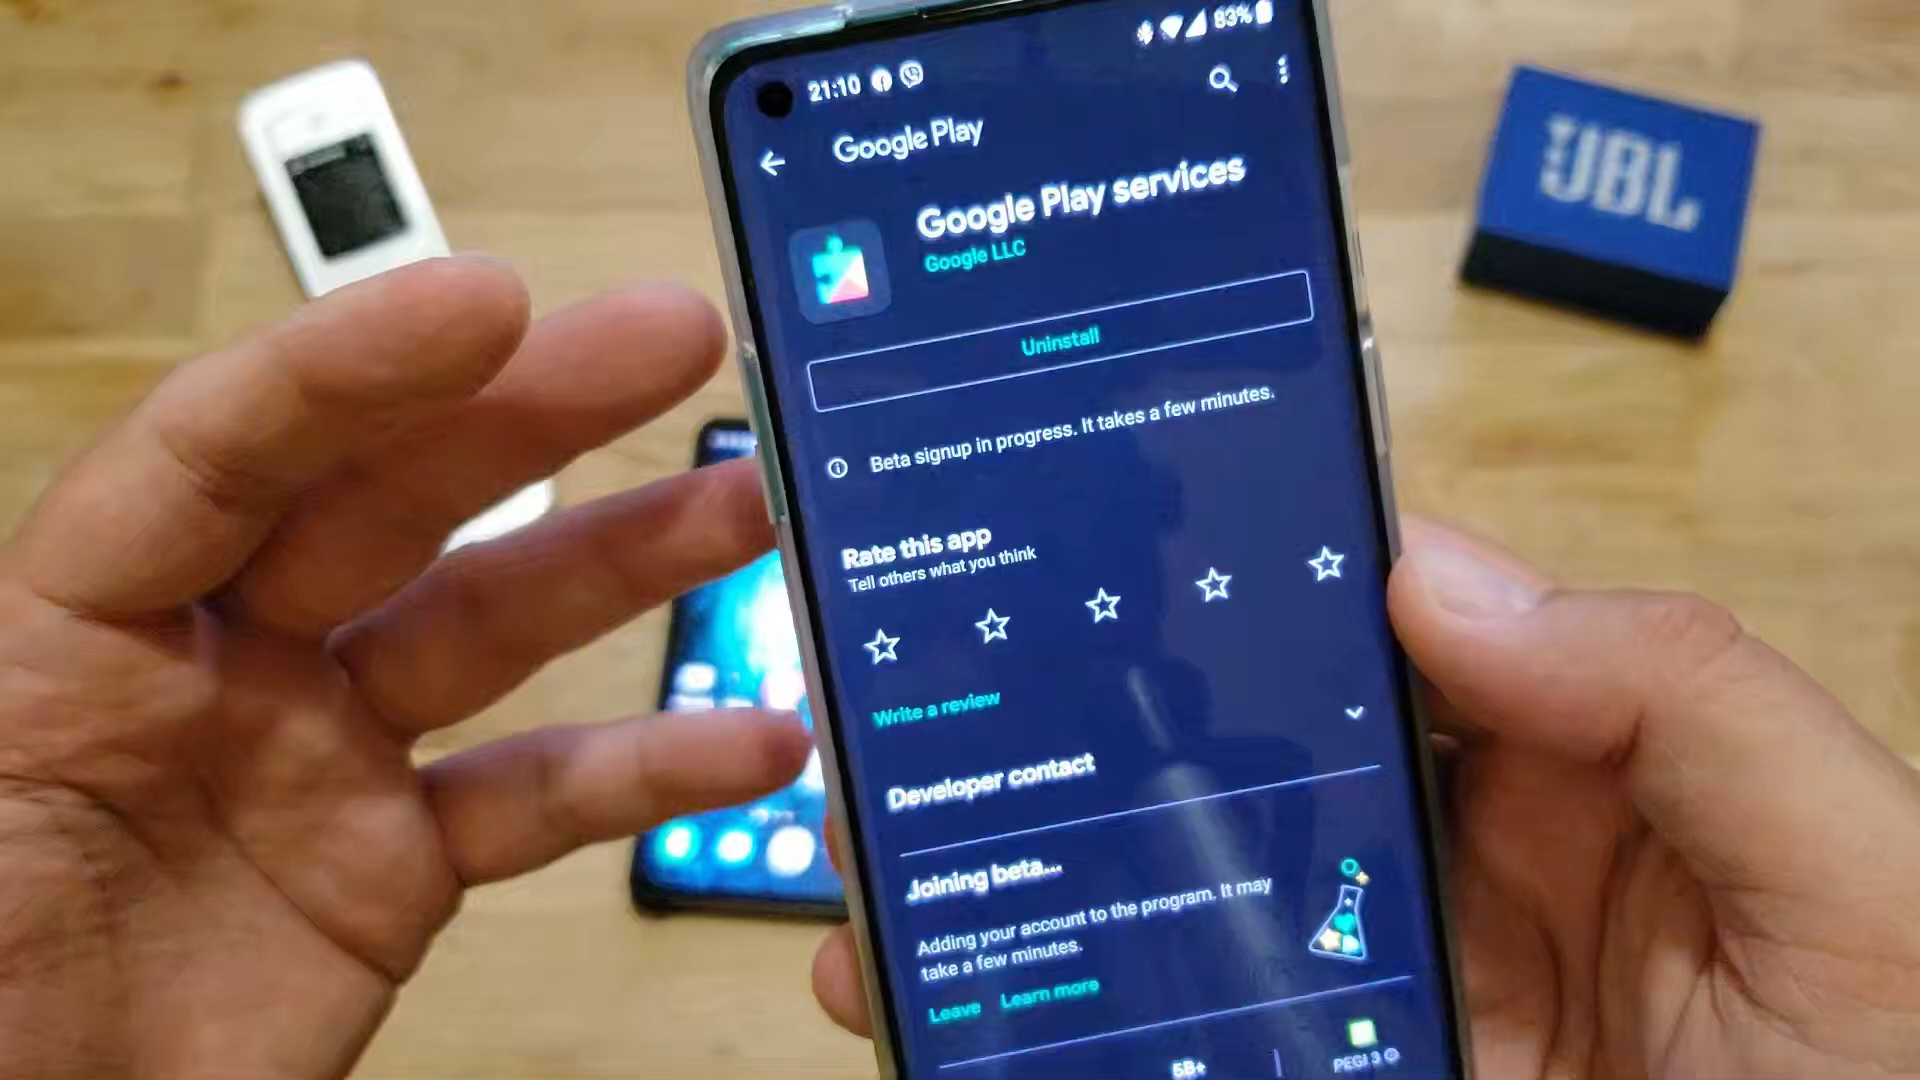 21:10
83%
Google Play
Google Play services
Google LLC
Uninstall
Beta signup in progress. It takes a few minutes.
Rate this app
Tell others what you think
Write a review
Developer contact
Joining beta...
Adding your account to the program. It may
take a few minutes.
Leave Learn more
5B+
PEGI 3
JBL